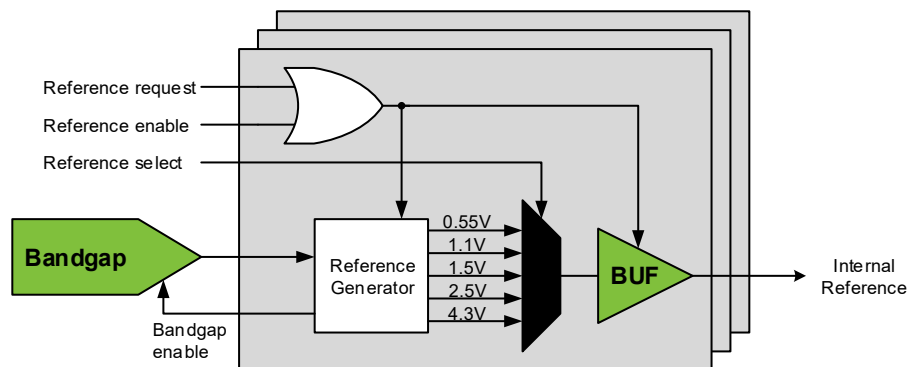 Reference request
Reference enable
Reference select
Bandgap
Bandgap
enable
Reference
Generator
0.55V
1.1V
1.5V
2.5V
4.3V
BUF
Internal
Reference